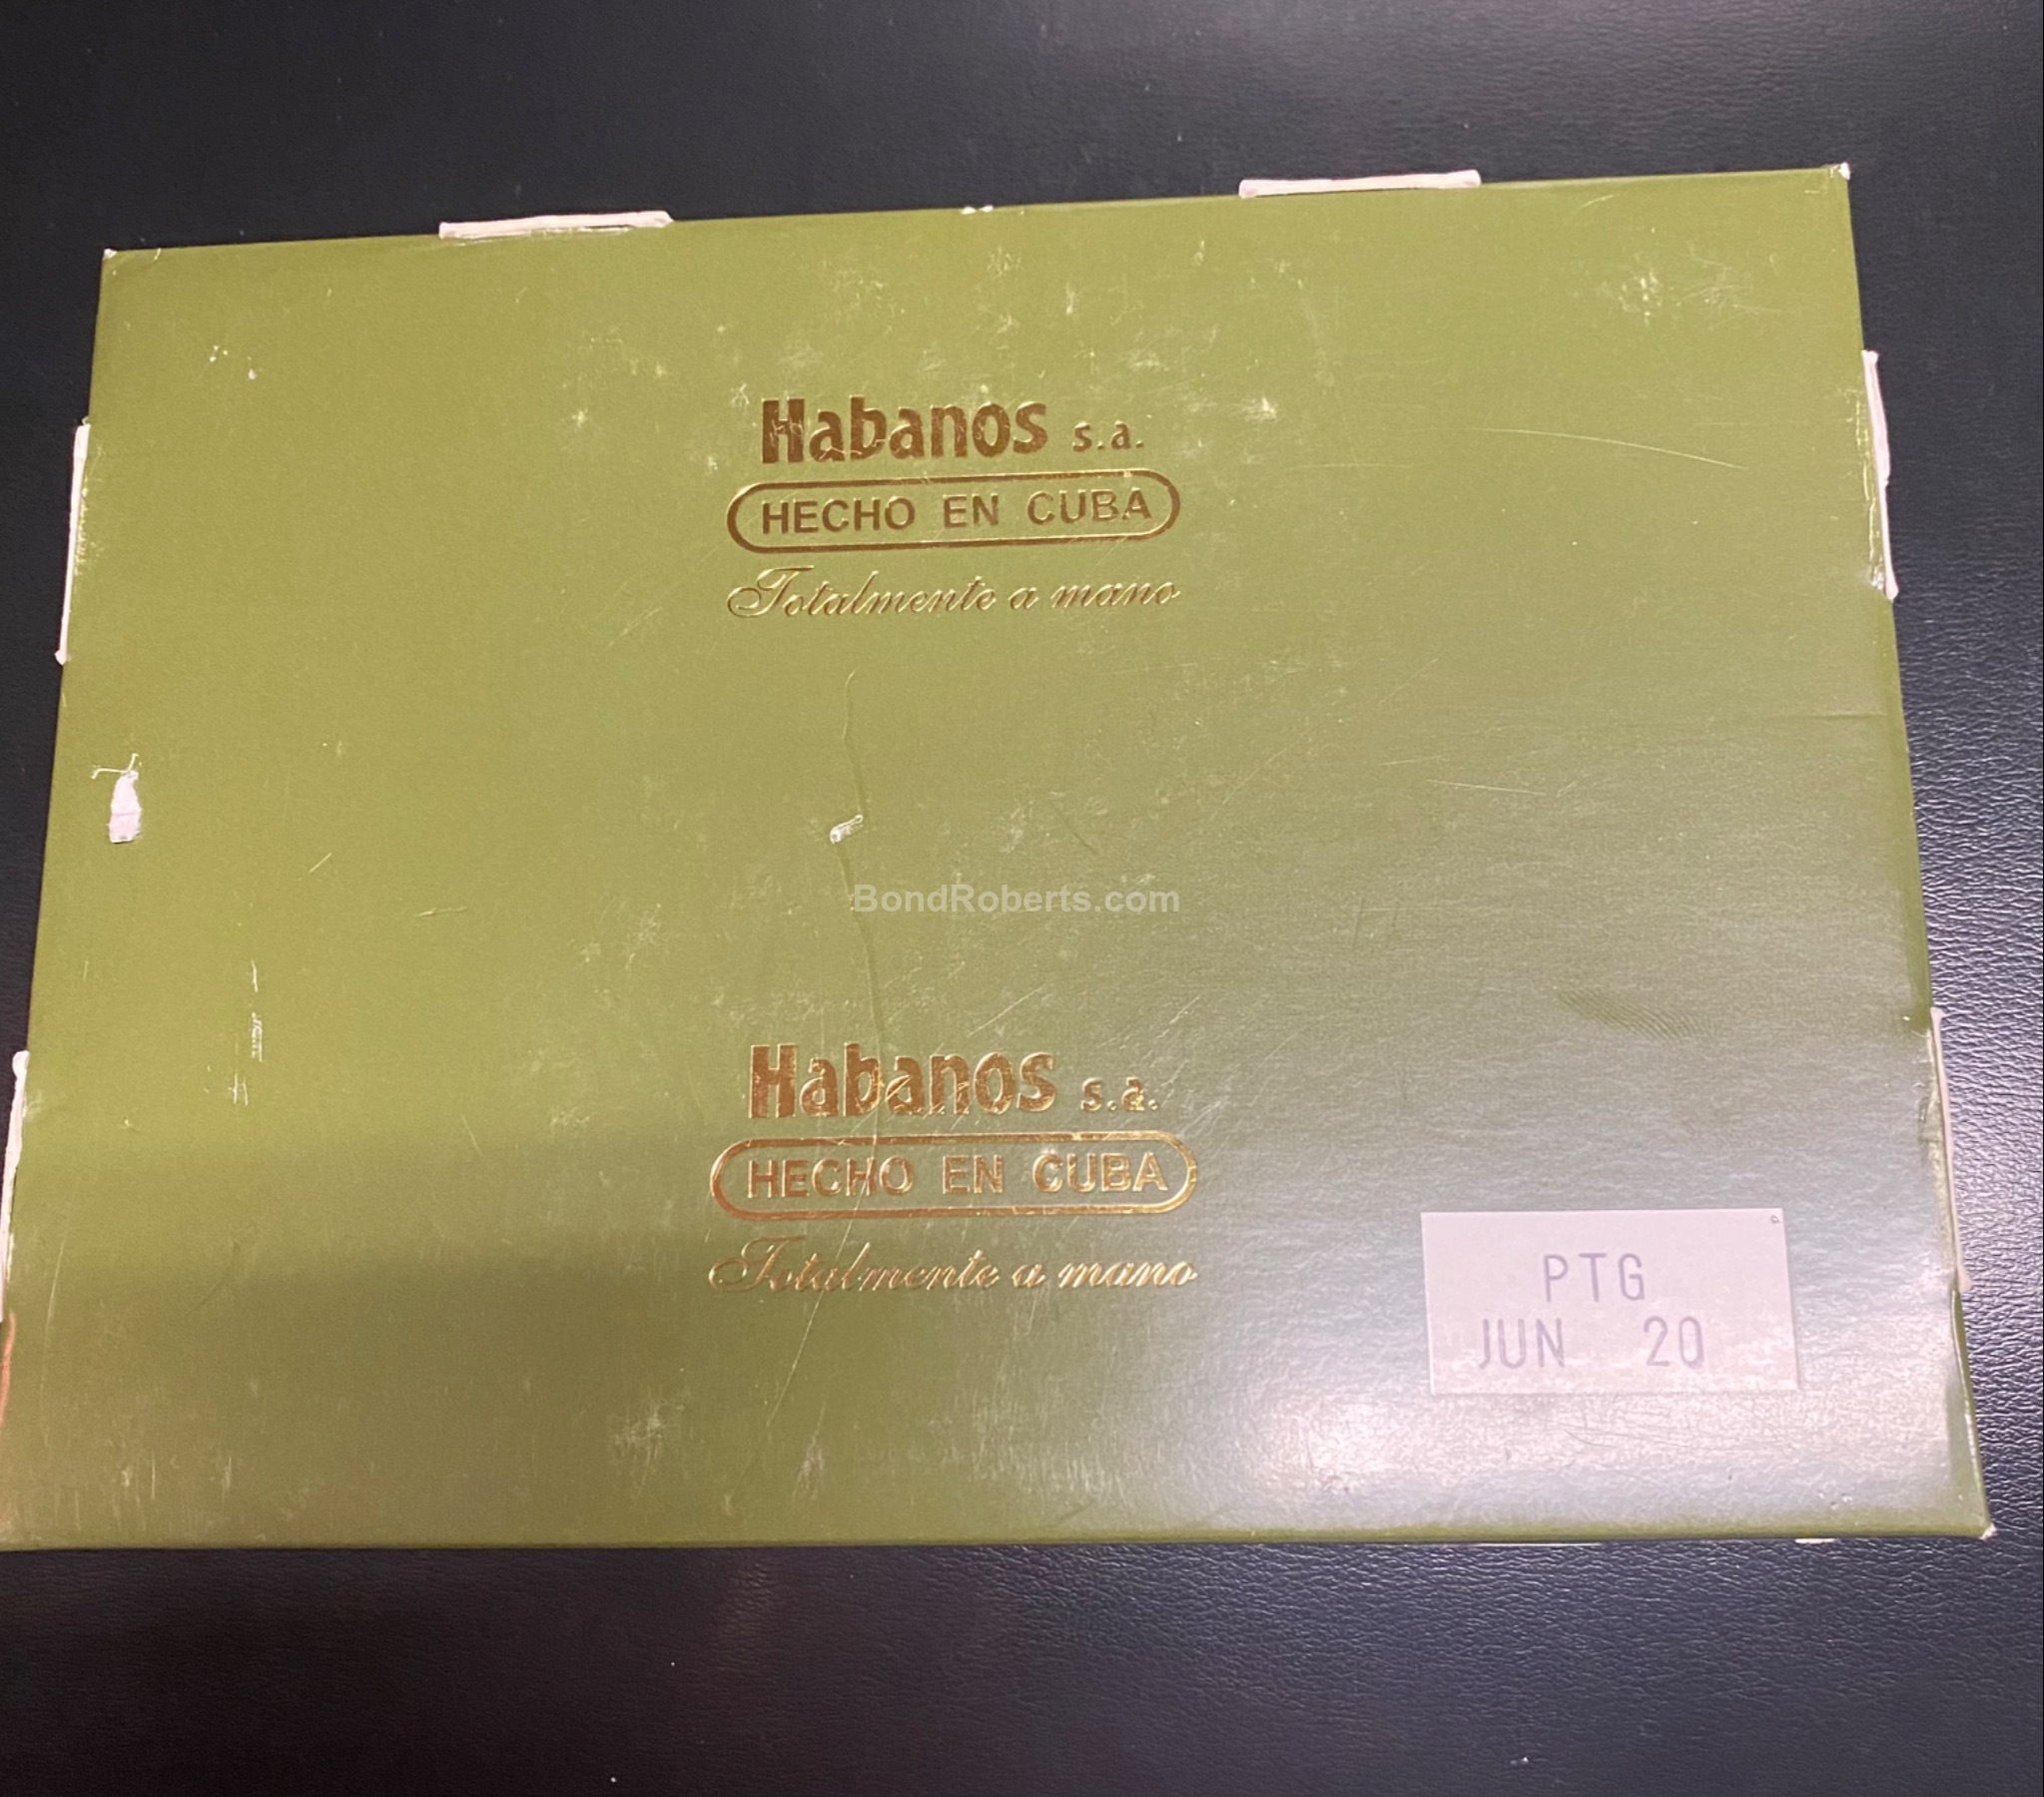 Habanos s.a.
HECHO EN CUBA
Totalmente a mano
BondRoberts.com
Habanos s.a.
HECHO EN CUBA
Totalmente a mano
PTG
JUN 20